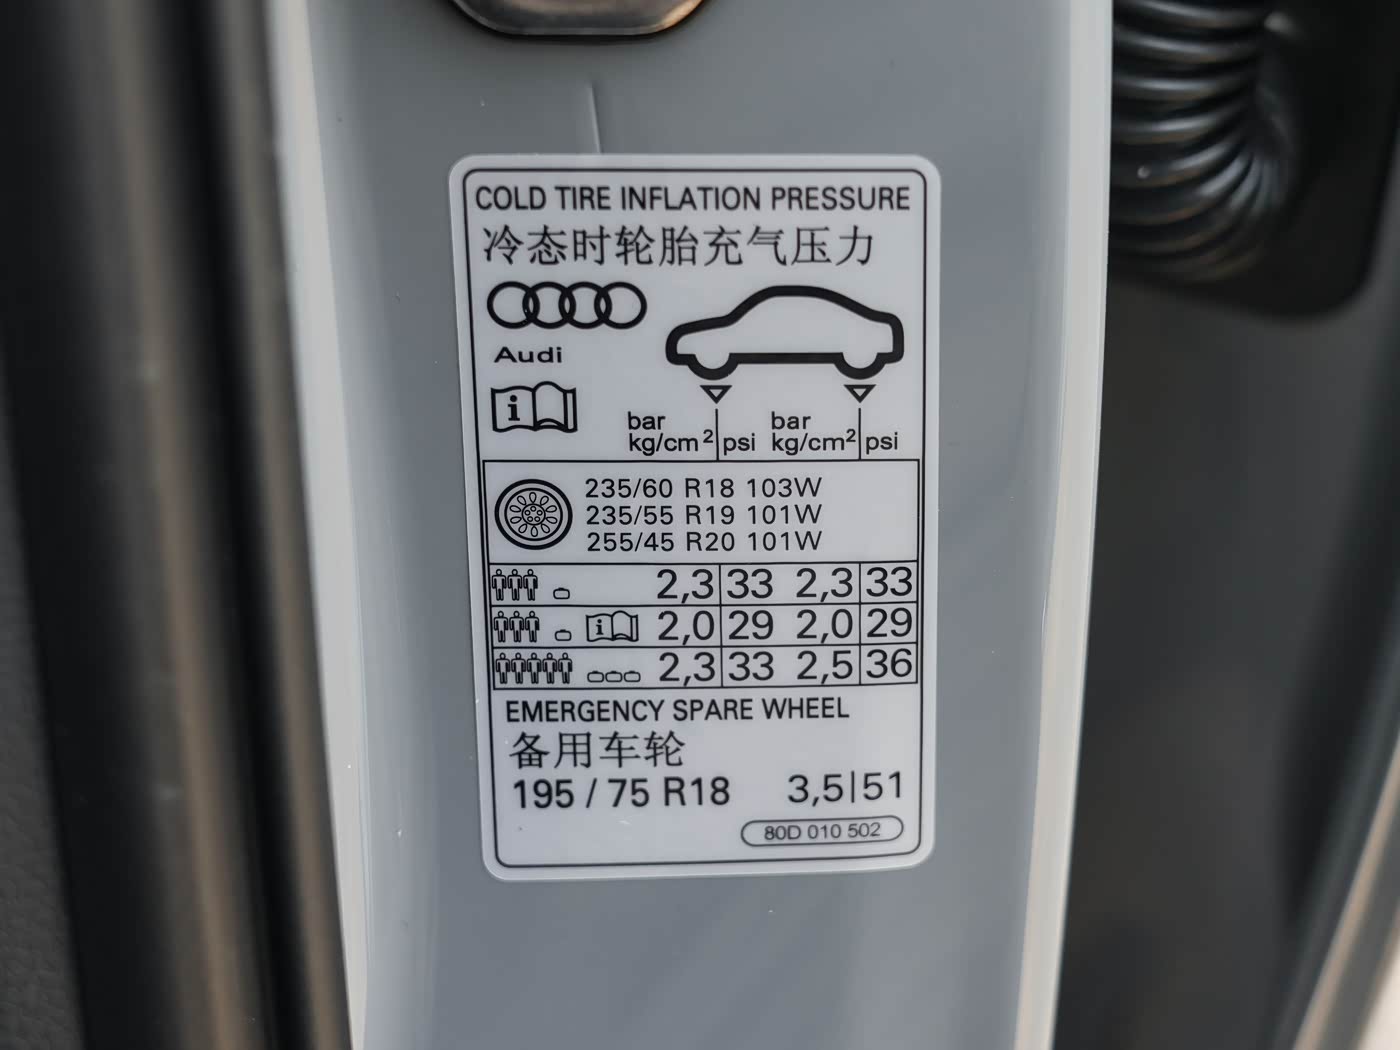 COLD TIRE INFLATION PRESSURE
冷态时轮胎充气压力
Audi
i
bar bar
kg/cm² psi kg/cm² psi
235/60 R18 103W
235/55 R19 101W
255/45 R20 101W
2,3 33 2,3 33
i 2,0 29 2,0 29
2,3 33 2,5 36
EMERGENCY SPARE WHEEL
备用车轮
195 / 75 R18 3,5|51
80D 010 502